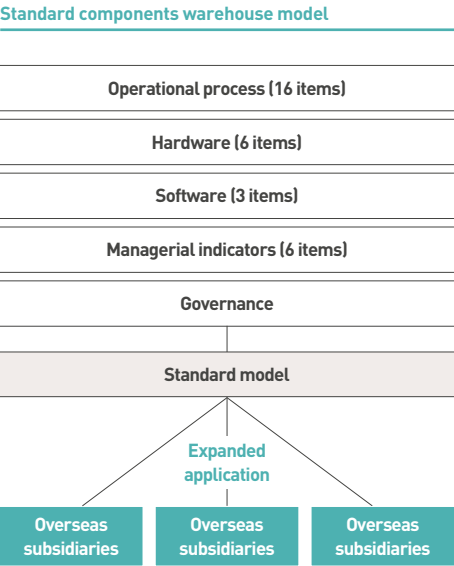 Standard components warehouse model
Operational process (16 items)
Hardware (6 items)
Software (3 items)
Managerial indicators (6 items)
Governance
Standard model
Expanded
application
Overseas
subsidiaries
Overseas
subsidiaries
Overseas
subsidiaries